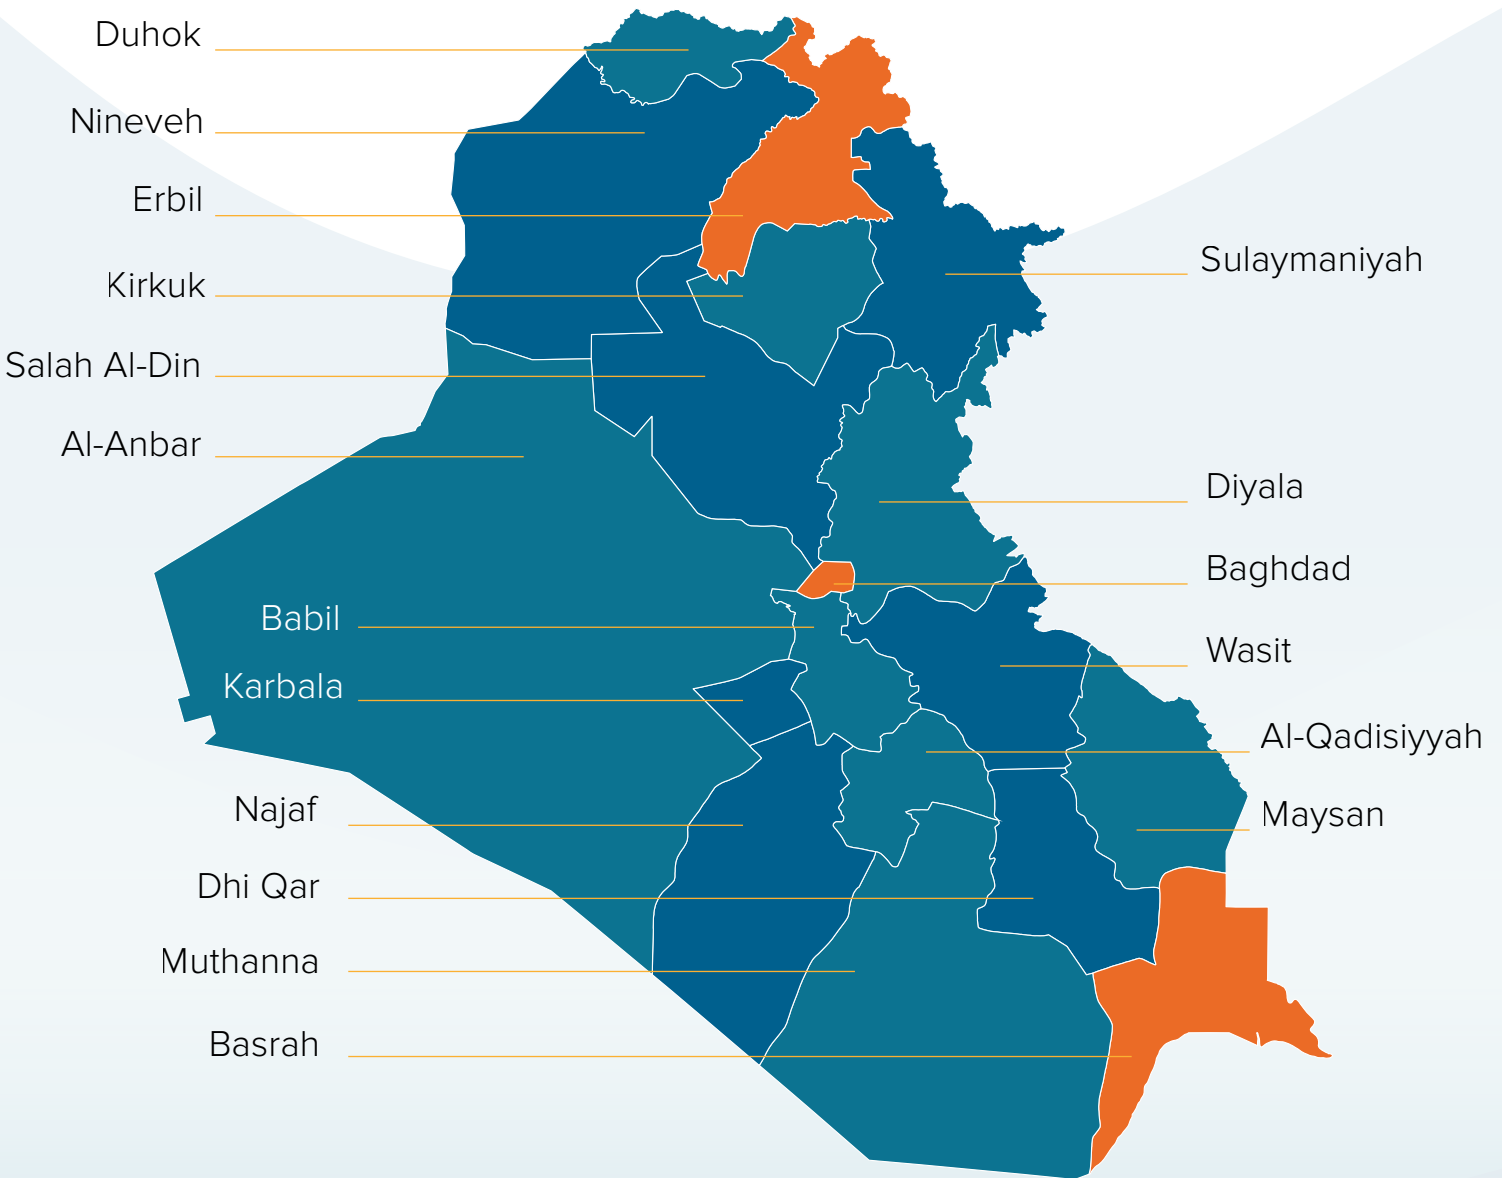 Duhok
Nineveh
Erbil
Kirkuk
Salah Al-Din
Al-Anbar
Babil
Karbala
Najaf
Dhi Qar
Muthanna
Basrah
Sulaymaniyah
Diyala
Baghdad
Wasit
Al-Qadisiyyah
Maysan